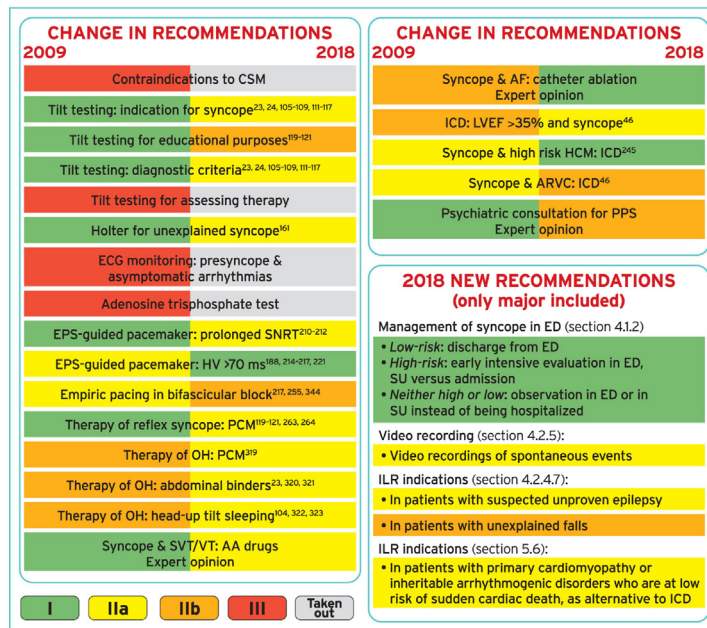 CHANGE IN RECOMMENDATIONS
2009 2018
Contraindications to CSM
Tilt testing: indication for syncope23, 24, 105-109, 111-117
Tilt testing for educational purposes119-121
Tilt testing: diagnostic criteria23, 24, 105-109, 111-117
Tilt testing for assessing therapy
Holter for unexplained syncope161
ECG monitoring: presyncope &
asymptomatic arrhythmias
Adenosine trisphosphate test
EPS-guided pacemaker: prolonged SNRT210-212
EPS-guided pacemaker: HV >70 ms188, 214-217, 221
Empiric pacing in bifascicular block217, 255, 344
Therapy of reflex syncope: PCM119-121, 263, 264
Therapy of OH: PCM319
Therapy of OH: abdominal binders23, 320, 321
Therapy of OH: head-up tilt sleeping104, 322, 323
Syncope & SVT/VT: AA drugs
Expert opinion
I IIa IIb III Taken
out
CHANGE IN RECOMMENDATIONS
2009 2018
Syncope & AF: catheter ablation
Expert opinion
ICD: LVEF >35% and syncope46
Syncope & high risk HCM: ICD245
Syncope & ARVC: ICD46
Psychiatric consultation for PPS
Expert opinion
2018 NEW RECOMMENDATIONS
(only major included)
Management of syncope in ED (section 4.1.2)
• Low-risk: discharge from ED
• High-risk: early intensive evaluation in ED,
SU versus admission
• Neither high or low: observation in ED or in
SU instead of being hospitalized
Video recording (section 4.2.5):
• Video recordings of spontaneous events
ILR indications (section 4.2.4.7)
• In patients with suspected unproven epilepsy
• In patients with unexplained falls
ILR indications (section 5.6)
• In patients with primary cardiomyopathy or
inheritable arrhythmogenic disorders who are at low
risk of sudden cardiac death, as alternative to ICD